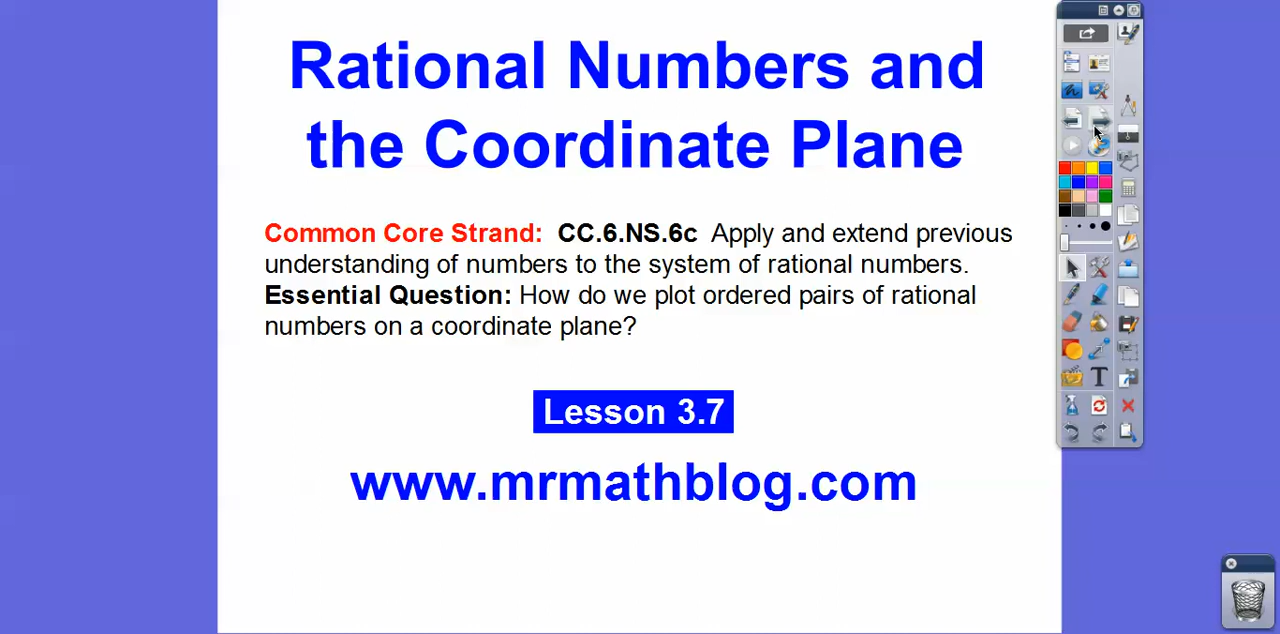 Rational Numbers and
the Coordinate Plane
Common Core Strand: CC.6.NS.6c Apply and extend previous
understanding of numbers to the system of rational numbers.
Essential Question: How do we plot ordered pairs of rational
numbers on a coordinate plane?
Lesson 3.7
www.mrmathblog.com